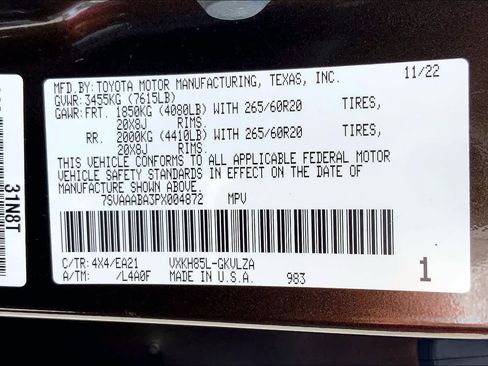 MFD.BY:TOYOTA MOTOR MANUFACTURING, TEXAS, INC. 11/22
GVWR:3455KG (7615LB)
GAWR:FRT. 1850KG (4080LB) WITH 265/60R20 TIRES,
20X8J RIMS.
RR. 2000KG (4410LB) WITH 265/60R20 TIRES,
20X8J RIMS.
THIS VEHICLE CONFORMS TO ALL APPLICABLE FEDERAL MOTOR
VEHICLE SAFETY STANDARDS IN EFFECT ON THE DATE OF
MANUFACTURE SHOWN ABOVE.
7SVAAABA3PX004872 MPV
C/TR:4X4/EA21 VXKH85L-GKVLZA
A/TM: /L4A0F MADE IN U.S.A. 983 1
31N8T